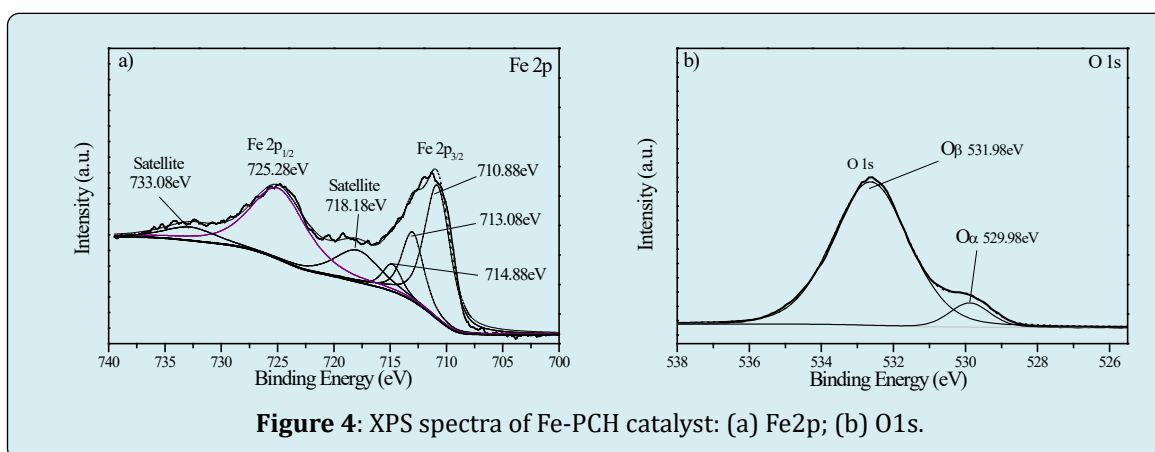 a)
Fe 2p
Satellite
733.08eV
Fe 2p1/2
725.28eV
Satellite
718.18eV
Fe 2p3/2
710.88eV
713.08eV
714.88eV
Intensity (a.u.)
740 735 730 725 720 715 710 705 700
Binding Energy (eV)
b)
O 1s
O 1s
Oβ 531.98eV
Oα 529.98eV
Intensity (a.u.)
538 536 534 532 530 528 526
Binding Energy (eV)
Figure 4: XPS spectra of Fe-PCH catalyst: (a) Fe2p; (b) O1s.